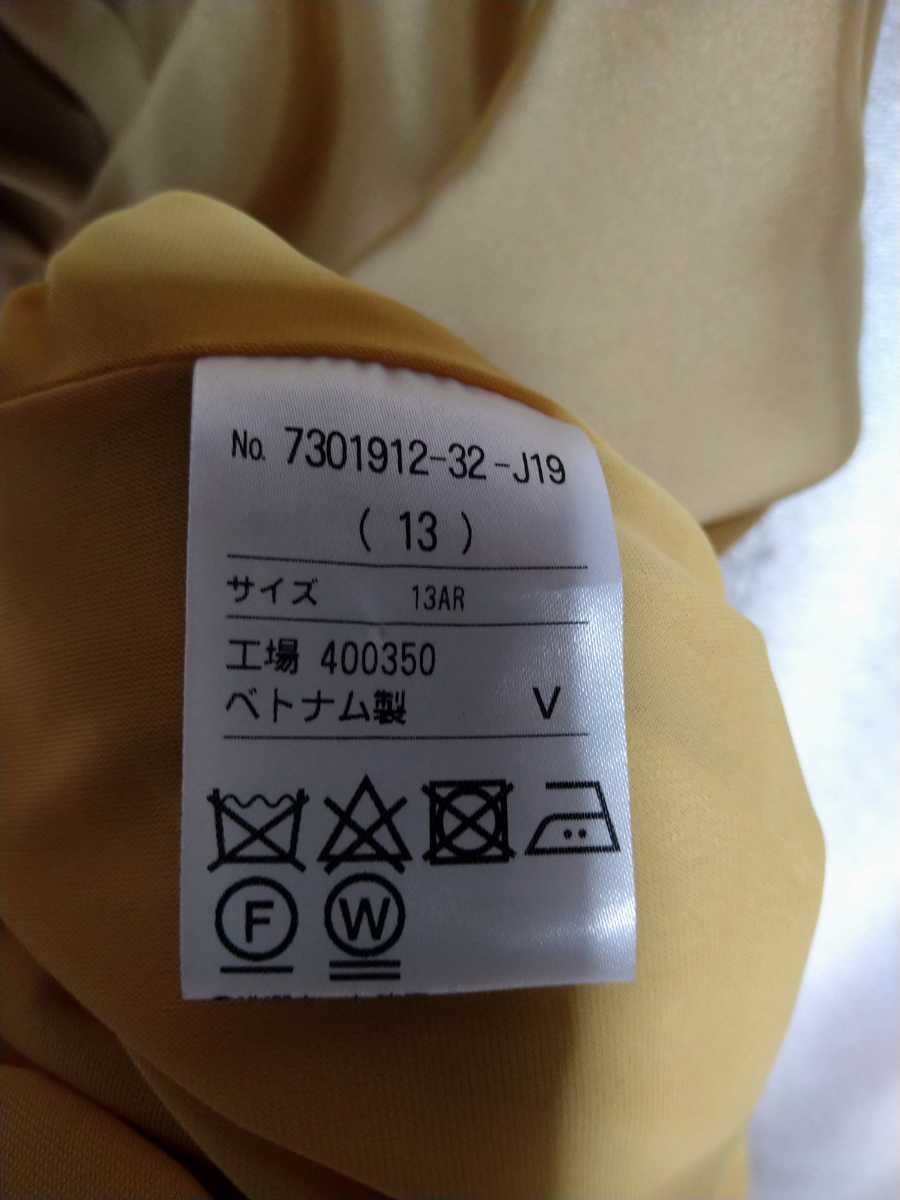 No. 7301912-32-J19
( 13 )
サイズ 13AR
工場 400350
ベトナム製 V
F W